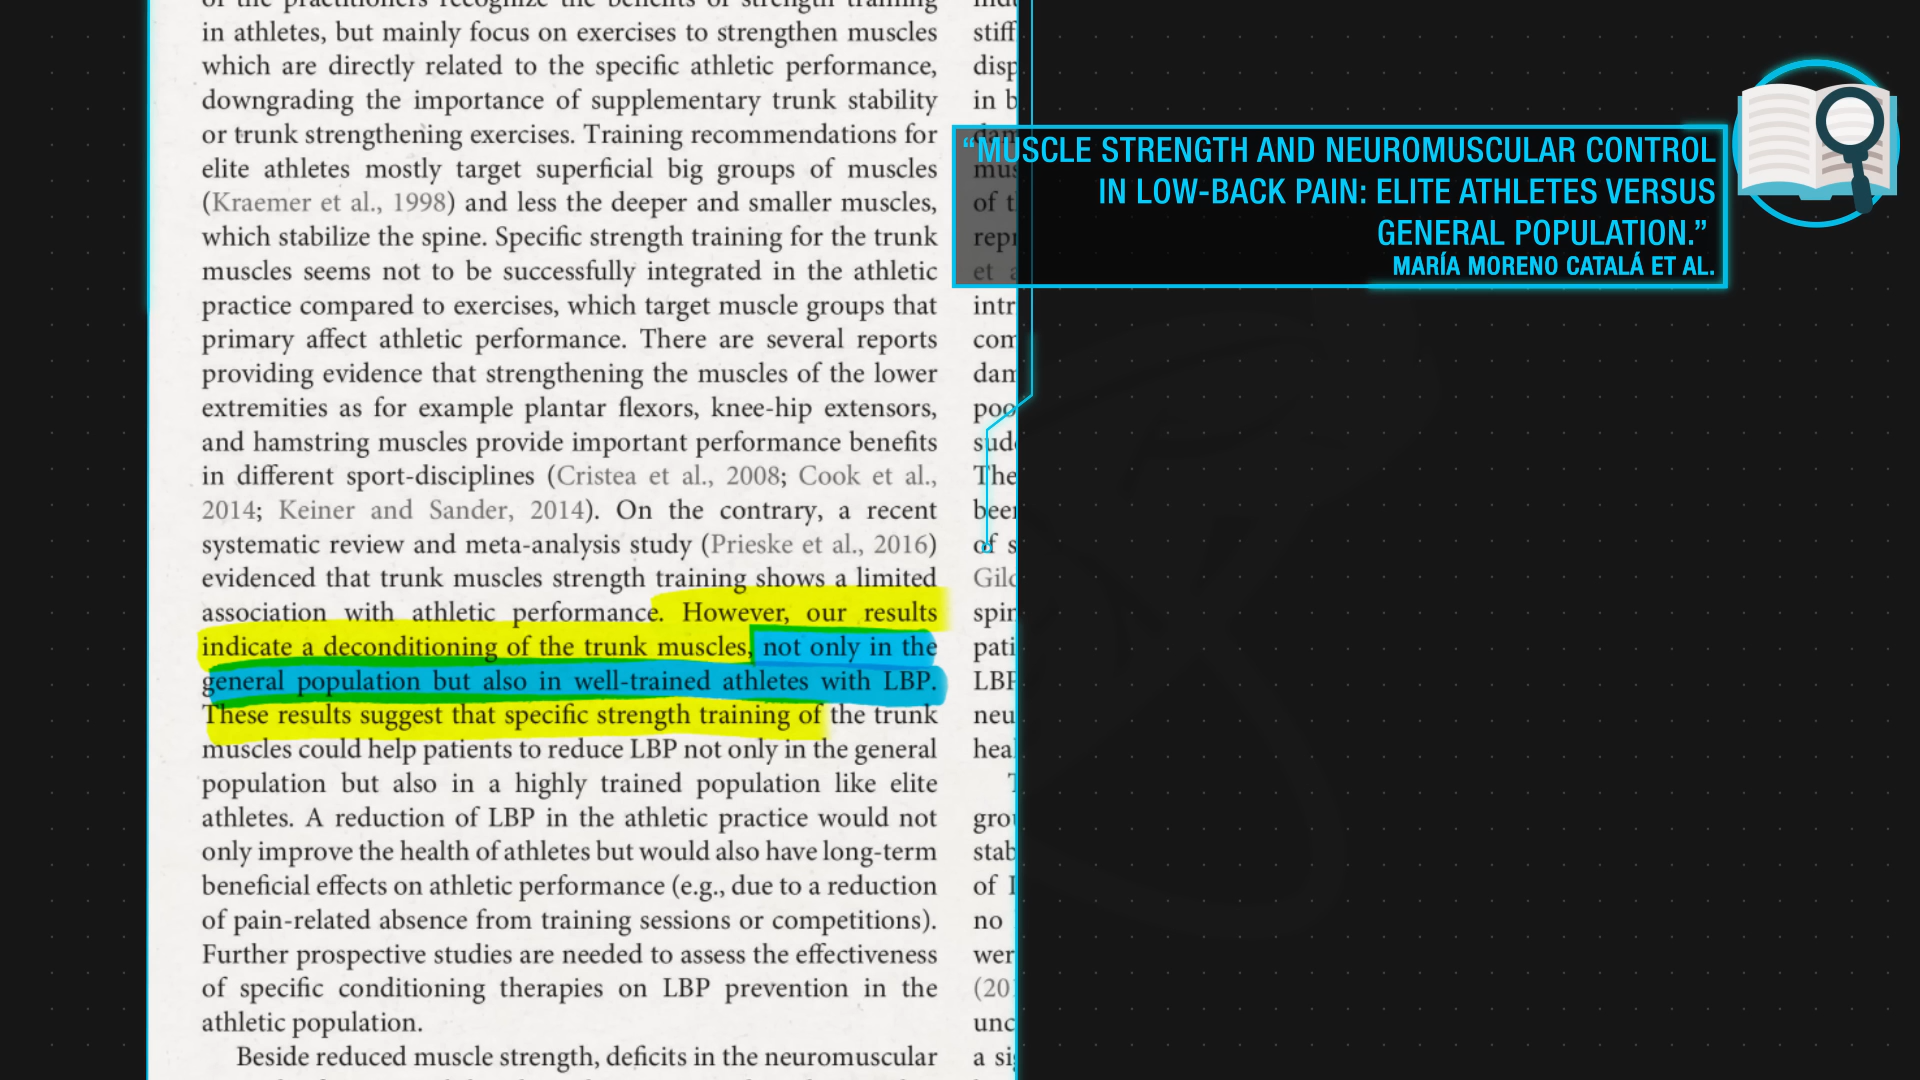 of the practitioners recognize the benefits of strength training
in athletes, but mainly focus on exercises to strengthen muscles
which are directly related to the specific athletic performance,
downgrading the importance of supplementary trunk stability
or trunk strengthening exercises. Training recommendations for
elite athletes mostly target superficial big groups of muscles
(Kraemer et al., 1998) and less the deeper and smaller muscles,
which stabilize the spine. Specific strength training for the trunk
muscles seems not to be successfully integrated in the athletic
practice compared to exercises, which target muscle groups that
primary affect athletic performance. There are several reports
providing evidence that strengthening the muscles of the lower
extremities as for example plantar flexors, knee-hip extensors,
and hamstring muscles provide important performance benefits
in different sport-disciplines (Cristea et al., 2008; Cook et al.,
2014; Keiner and Sander, 2014). On the contrary, a recent
systematic review and meta-analysis study (Prieske et al., 2016)
evidenced that trunk muscles strength training shows a limited
association with athletic performance. However, our results
indicate a deconditioning of the trunk muscles, not only in the
general population but also in well-trained athletes with LBP.
These results suggest that specific strength training of the trunk
muscles could help patients to reduce LBP not only in the general
population but also in a highly trained population like elite
athletes. A reduction of LBP in the athletic practice would not
only improve the health of athletes but would also have long-term
beneficial effects on athletic performance (e.g., due to a reduction
of pain-related absence from training sessions or competitions).
Further prospective studies are needed to assess the effectiveness
of specific conditioning therapies on LBP prevention in the
athletic population.
Beside reduced muscle strength, deficits in the neuromuscular
“MUSCLE STRENGTH AND NEUROMUSCULAR CONTROL
IN LOW-BACK PAIN: ELITE ATHLETES VERSUS
GENERAL POPULATION.”
MARÍA MORENO CATALÁ ET AL.